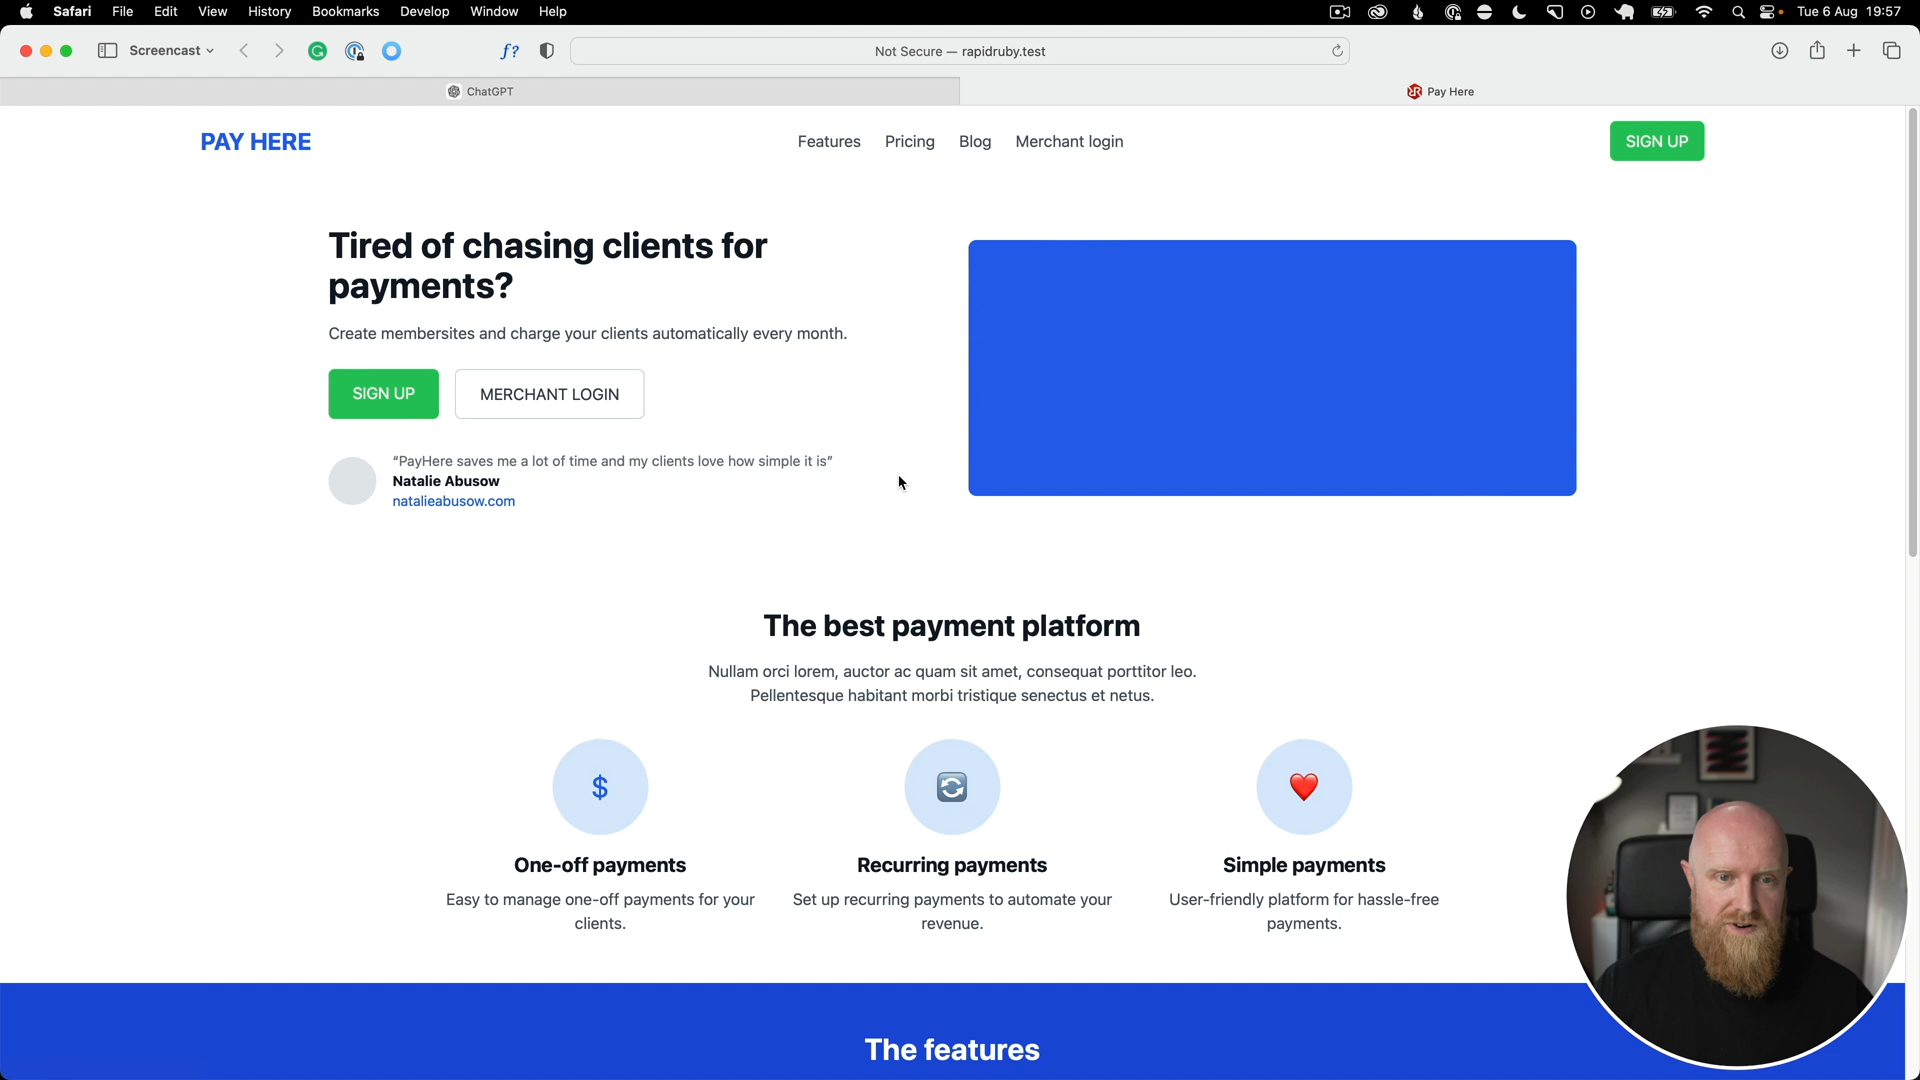 Safari File Edit View History Bookmarks Develop Window Help Tue 6 Aug 19:57
Screencast Not Secure — rapidruby.test
ChatGPT Pay Here
PAY HERE Features Pricing Blog Merchant login SIGN UP
Tired of chasing clients for
payments?
Create membersites and charge your clients automatically every month.
SIGN UP MERCHANT LOGIN
“PayHere saves me a lot of time and my clients love how simple it is”
Natalie Abusow
natalieabusow.com
The best payment platform
Nullam orci lorem, auctor ac quam sit amet, consequat porttitor leo.
Pellentesque habitant morbi tristique senectus et netus.
$
One-off payments Recurring payments Simple payments
Easy to manage one-off payments for your Set up recurring payments to automate your User-friendly platform for hassle-free
clients. revenue. payments.
The features